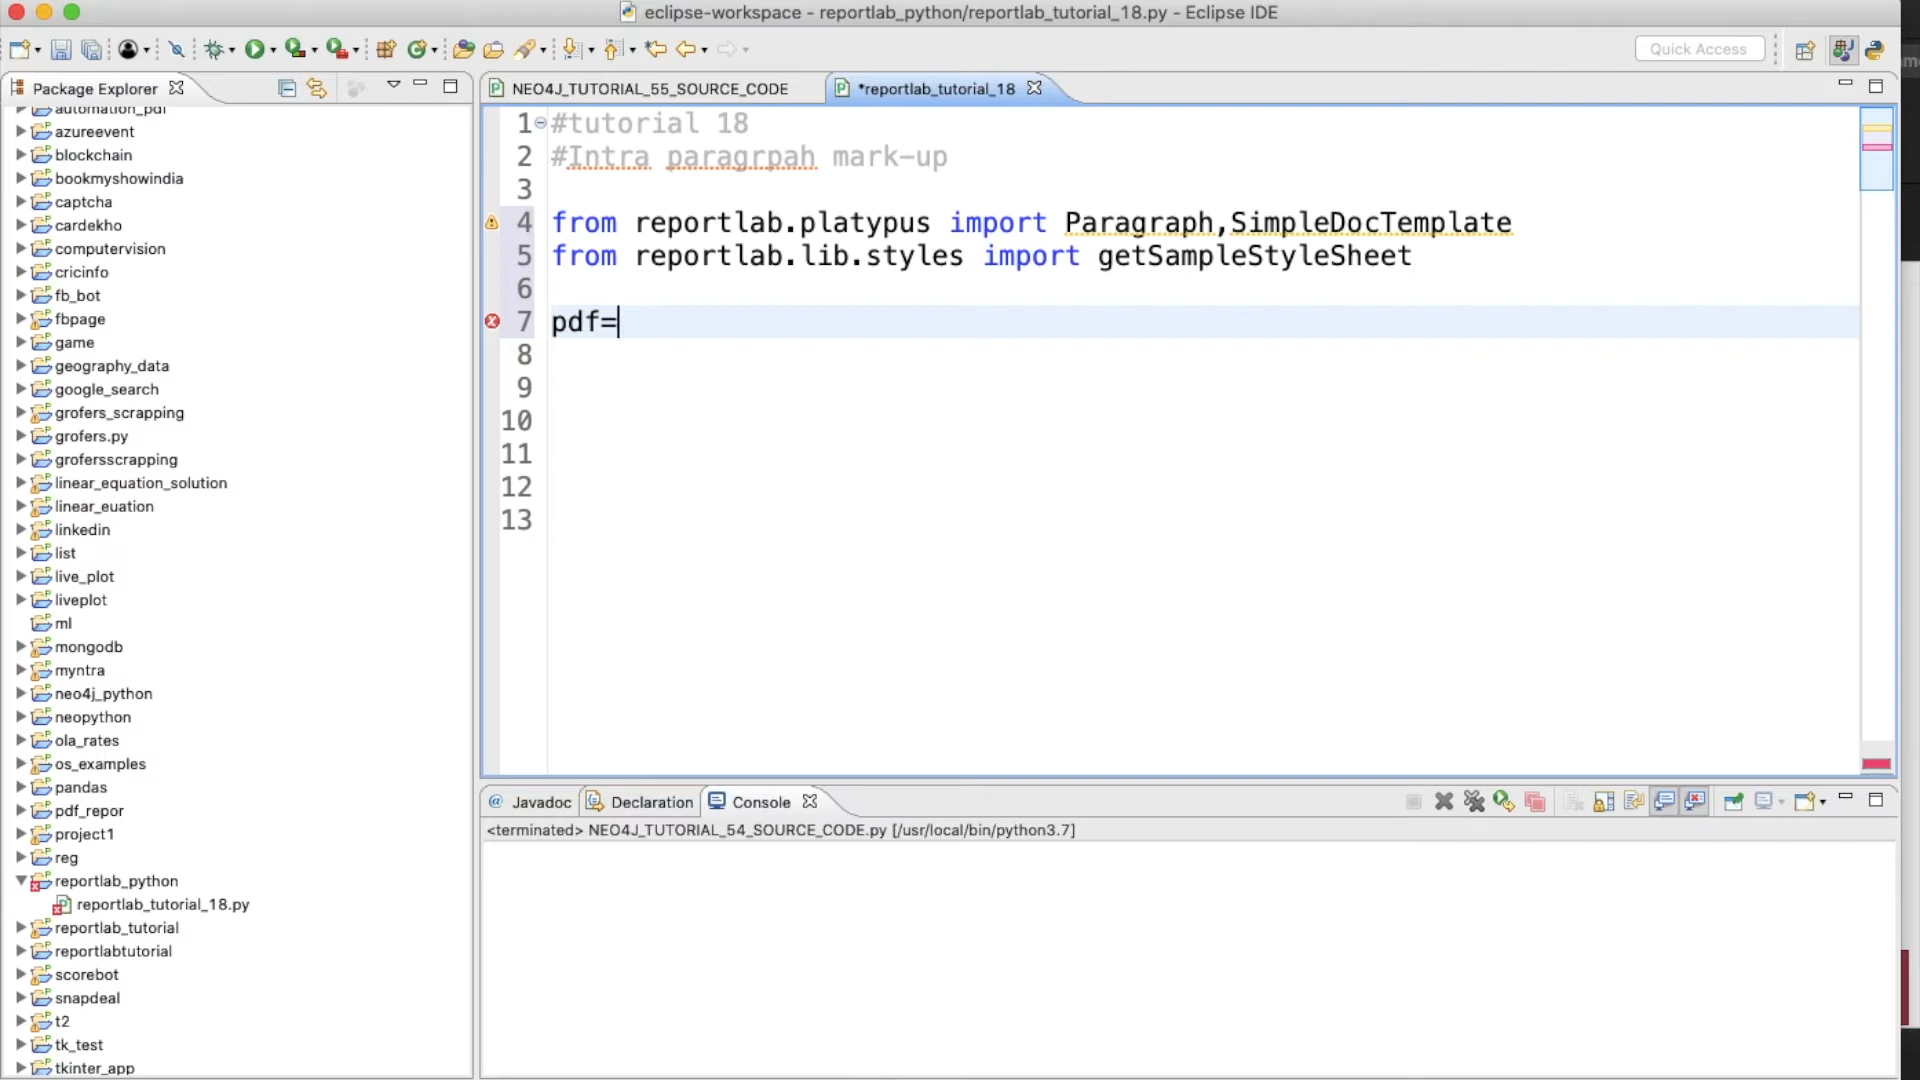 eclipse-workspace - reportlab_python/reportlab_tutorial_18.py - Eclipse IDE
Quick Access
Package Explorer
automation_pdf
azureevent
blockchain
bookmyshowindia
captcha
cardekho
computervision
cricinfo
fb_bot
fbpage
game
geography_data
google_search
grofers_scrapping
grofers.py
grofersscrapping
linear_equation_solution
linear_euation
linkedin
list
live_plot
liveplot
ml
mongodb
myntra
neo4j_python
neopython
ola_rates
os_examples
pandas
pdf_repor
project1
reg
reportlab_python
reportlab_tutorial_18.py
reportlab_tutorial
reportlabtutorial
scorebot
snapdeal
t2
tk_test
tkinter_app
NEO4J_TUTORIAL_55_SOURCE_CODE
*reportlab_tutorial_18
1 #tutorial 18
2 #Intra paragrpah mark-up
3
4 from reportlab.platypus import Paragraph,SimpleDocTemplate
5 from reportlab.lib.styles import getSampleStyleSheet
6
7 pdf=
8
9
10
11
12
13
Javadoc Declaration Console
<terminated> NEO4J_TUTORIAL_54_SOURCE_CODE.py [/usr/local/bin/python3.7]